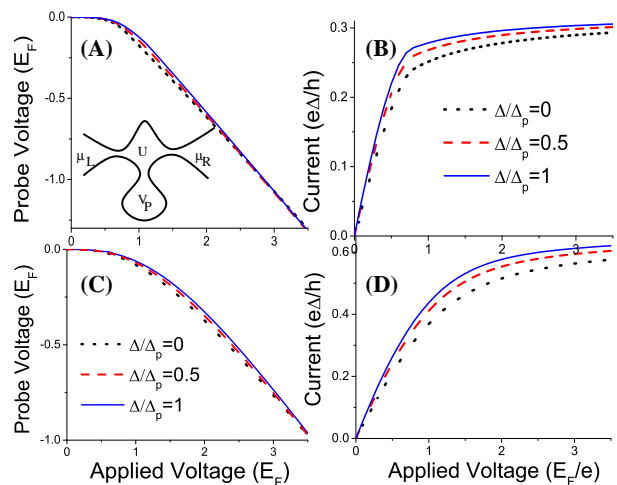 0.0
-0.5
-1.0
0
1
2
3
Probe Voltage (E_F)
(A)
μ_L
U
μ_R
V_P
0.3
0.2
0.1
0.0
0
1
2
3
Current (eΔ/h)
(B)
Δ/Δ_p=0
Δ/Δ_p=0.5
Δ/Δ_p=1
0.0
-0.5
-1.0
0
1
2
3
Probe Voltage (E_F)
(C)
Δ/Δ_p=0
Δ/Δ_p=0.5
Δ/Δ_p=1
Applied Voltage (E_F)
0.60
0.4
0.2
0.0
0
1
2
3
Current (eΔ/h)
(D)
Applied Voltage (E_F/e)